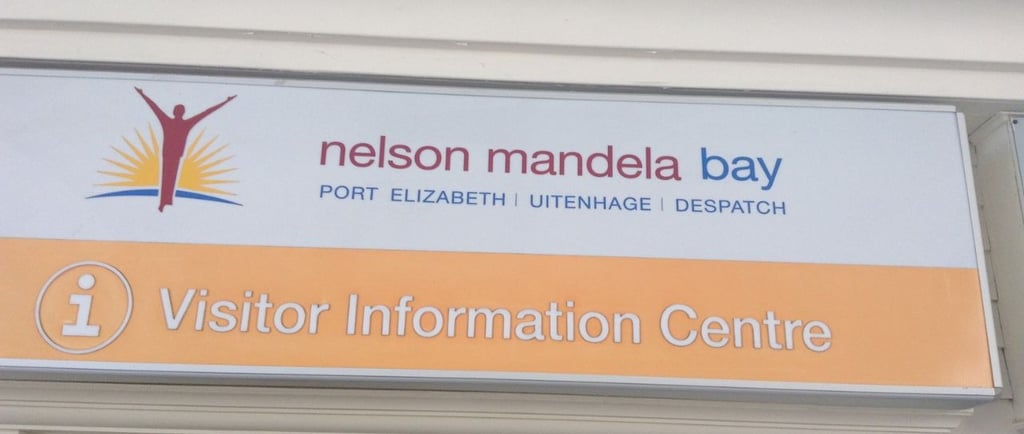 nelson mandela bay
PORT ELIZABETH | UITENHAGE | DESPATCH
i Visitor Information Centre